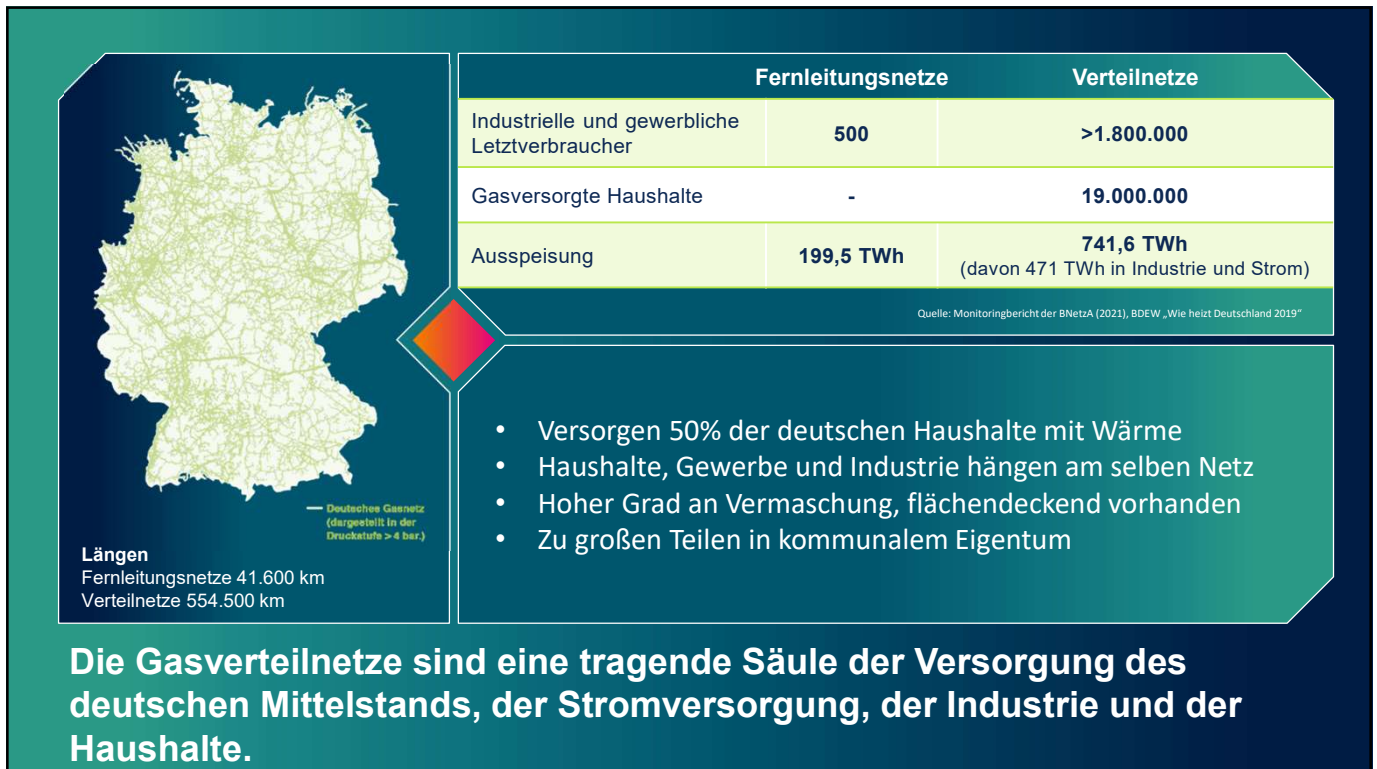 Fernleitungsnetze Verteilnetze
Industrielle und gewerbliche
Letztverbraucher
500
>1.800.000
Gasversorgte Haushalte
-
19.000.000
Ausspeisung
199,5 TWh
741,6 TWh
(davon 471 TWh in Industrie und Strom)
Quelle: Monitoringbericht der BNetzA (2021), BDEW „Wie heizt Deutschland 2019“
Deutsches Gasnetz
(dargestellt in der
Druckstufe > 4 bar.)
Längen
Fernleitungsnetze 41.600 km
Verteilnetze 554.500 km
• Versorgen 50% der deutschen Haushalte mit Wärme
• Haushalte, Gewerbe und Industrie hängen am selben Netz
• Hoher Grad an Vermaschung, flächendeckend vorhanden
• Zu großen Teilen in kommunalem Eigentum
Die Gasverteilnetze sind eine tragende Säule der Versorgung des
deutschen Mittelstands, der Stromversorgung, der Industrie und der
Haushalte.